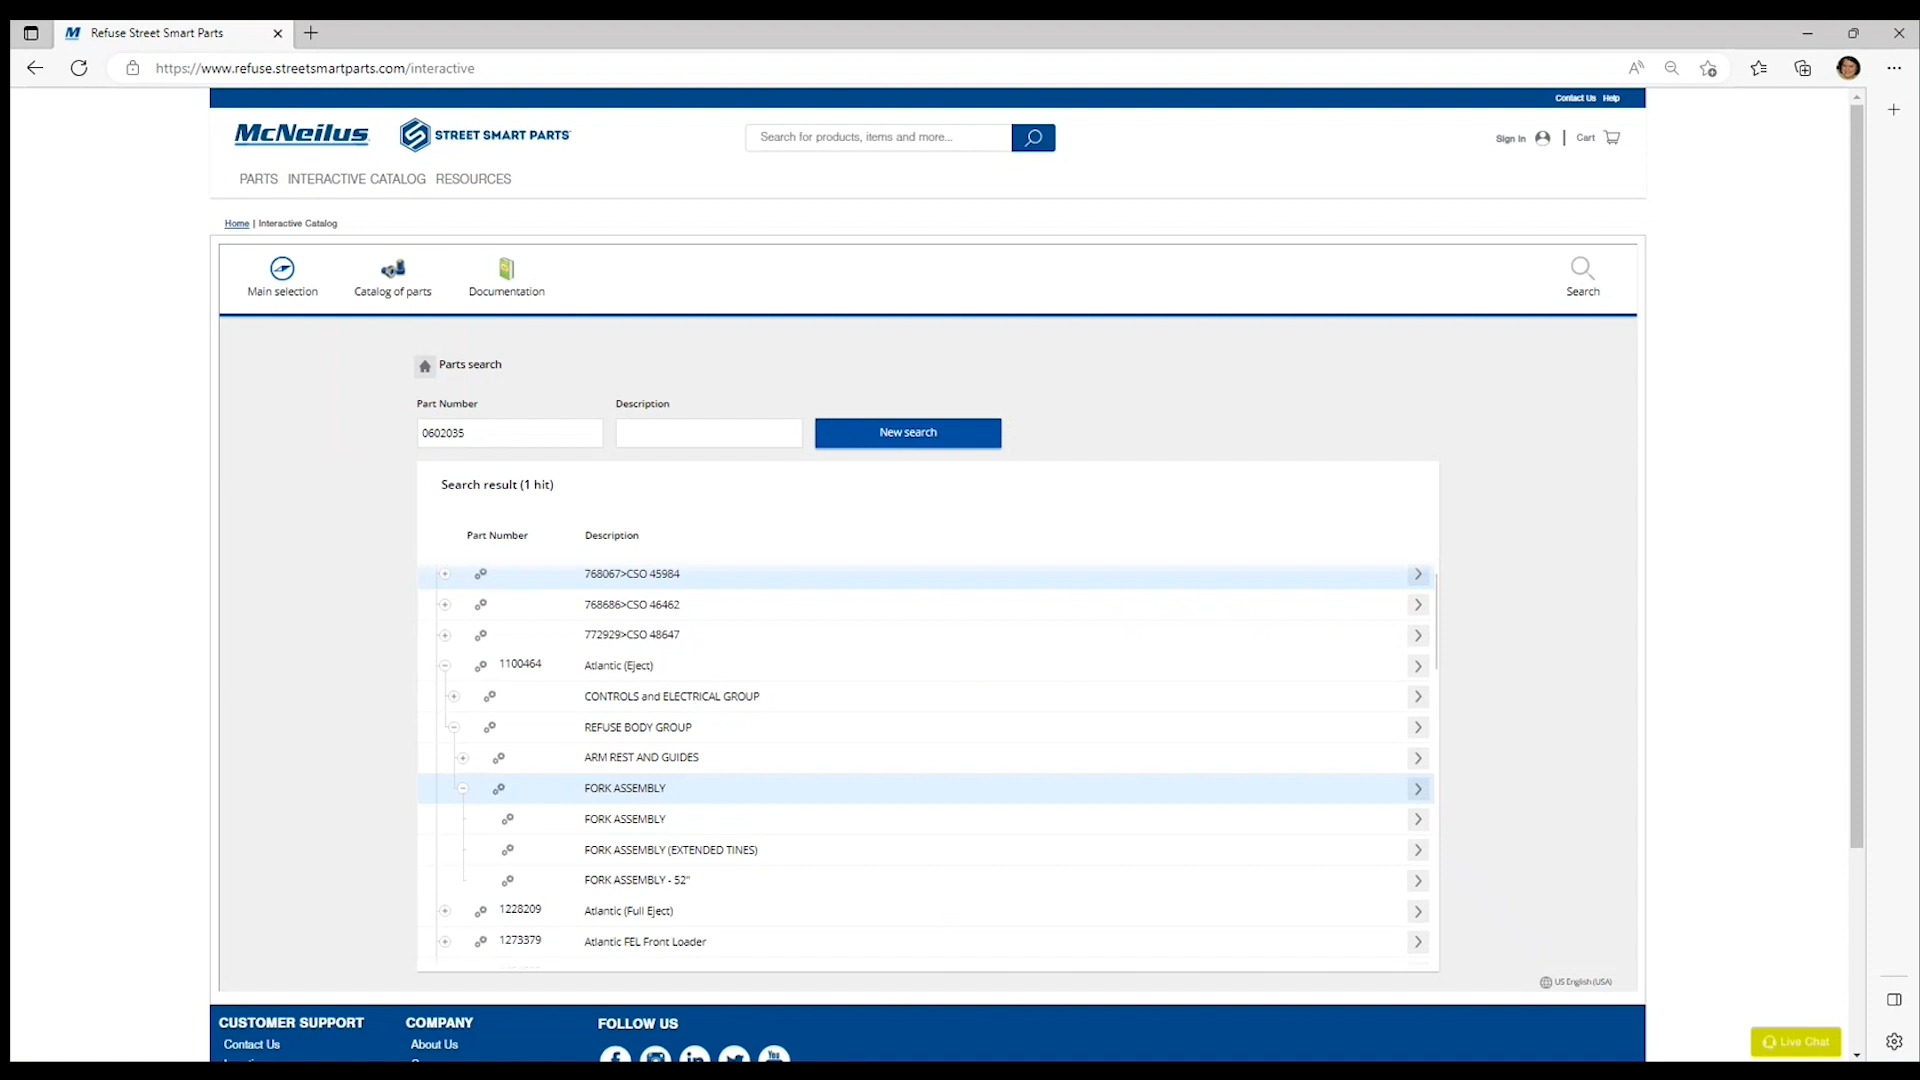 Refuse Street Smart Parts
https://www.refuse.streetsmartparts.com/interactive
Contact Us Help
McNeilus STREET SMART PARTS
Search for products, items and more...
Sign In Cart
PARTS INTERACTIVE CATALOG RESOURCES
Home | Interactive Catalog
Main selection Catalog of parts Documentation Search
Parts search
Part Number Description
0602035 New search
Search result (1 hit)
Part Number Description
768067>CSO 45984
768686>CSO 46462
772929>CSO 48647
1100464 Atlantic (Eject)
CONTROLS and ELECTRICAL GROUP
REFUSE BODY GROUP
ARM REST AND GUIDES
FORK ASSEMBLY
FORK ASSEMBLY
FORK ASSEMBLY (EXTENDED TINES)
FORK ASSEMBLY - 52"
1228209 Atlantic (Full Eject)
1273379 Atlantic FEL Front Loader
US English (USA)
CUSTOMER SUPPORT COMPANY FOLLOW US
Contact Us About Us
Live Chat